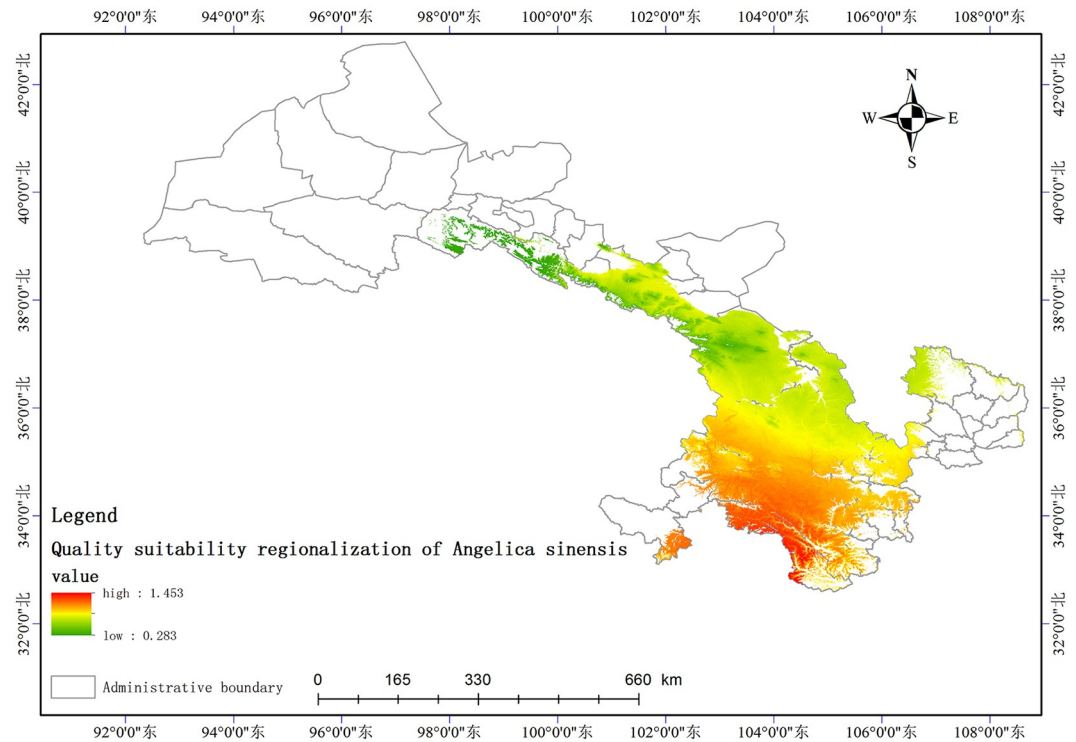 92°0'0"东 94°0'0"东 96°0'0"东 98°0'0"东 100°0'0"东 102°0'0"东 104°0'0"东 106°0'0"东 108°0'0"东
42°0'0"北
40°0'0"北
38°0'0"北
36°0'0"北
34°0'0"北
32°0'0"北
N
W E
S
42°0'0"北
40°0'0"北
38°0'0"北
36°0'0"北
34°0'0"北
32°0'0"北
Legend
Quality suitability regionalization of Angelica sinensis
value
high : 1.453
low : 0.283
Administrative boundary
0 165 330 660 km
92°0'0"东 94°0'0"东 96°0'0"东 98°0'0"东 100°0'0"东 102°0'0"东 104°0'0"东 106°0'0"东 108°0'0"东